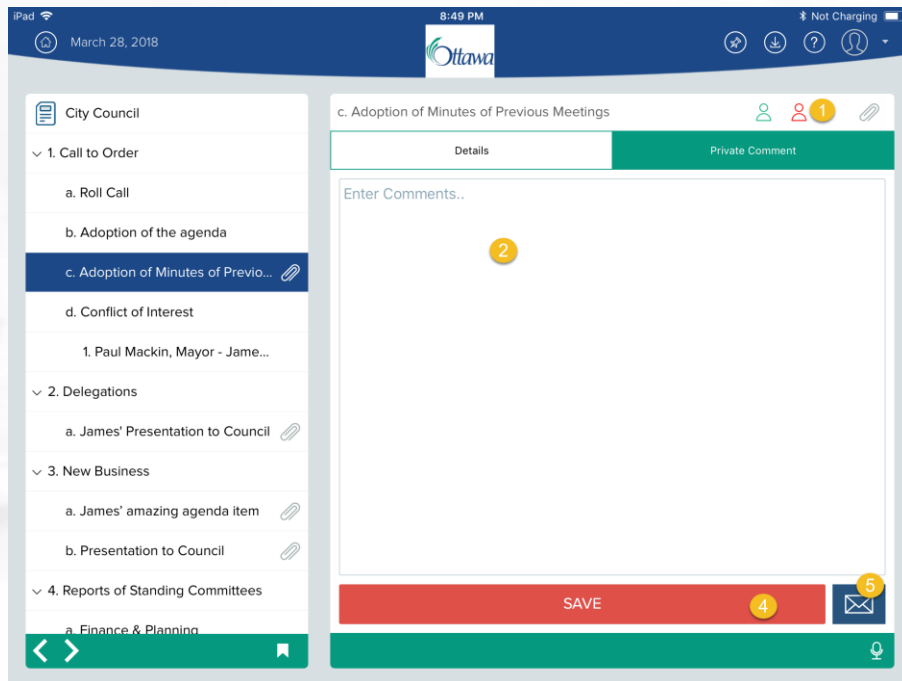 iPad 8:49 PM Not Charging
March 28, 2018
Ottawa
City Council
1. Call to Order
a. Roll Call
b. Adoption of the agenda
c. Adoption of Minutes of Previo...
d. Conflict of Interest
1. Paul Mackin, Mayor - Jame...
2. Delegations
a. James' Presentation to Council
3. New Business
a. James' amazing agenda item
b. Presentation to Council
4. Reports of Standing Committees
a. Finance & Planning
c. Adoption of Minutes of Previous Meetings 1
Details Private Comment
Enter Comments..
2
SAVE 4 5